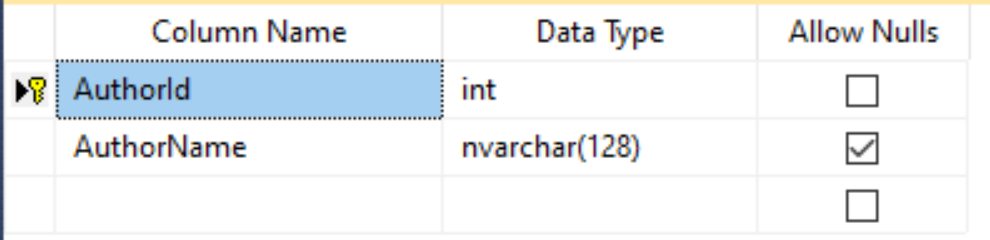 Column Name Data Type Allow Nulls
AuthorId int
AuthorName nvarchar(128)